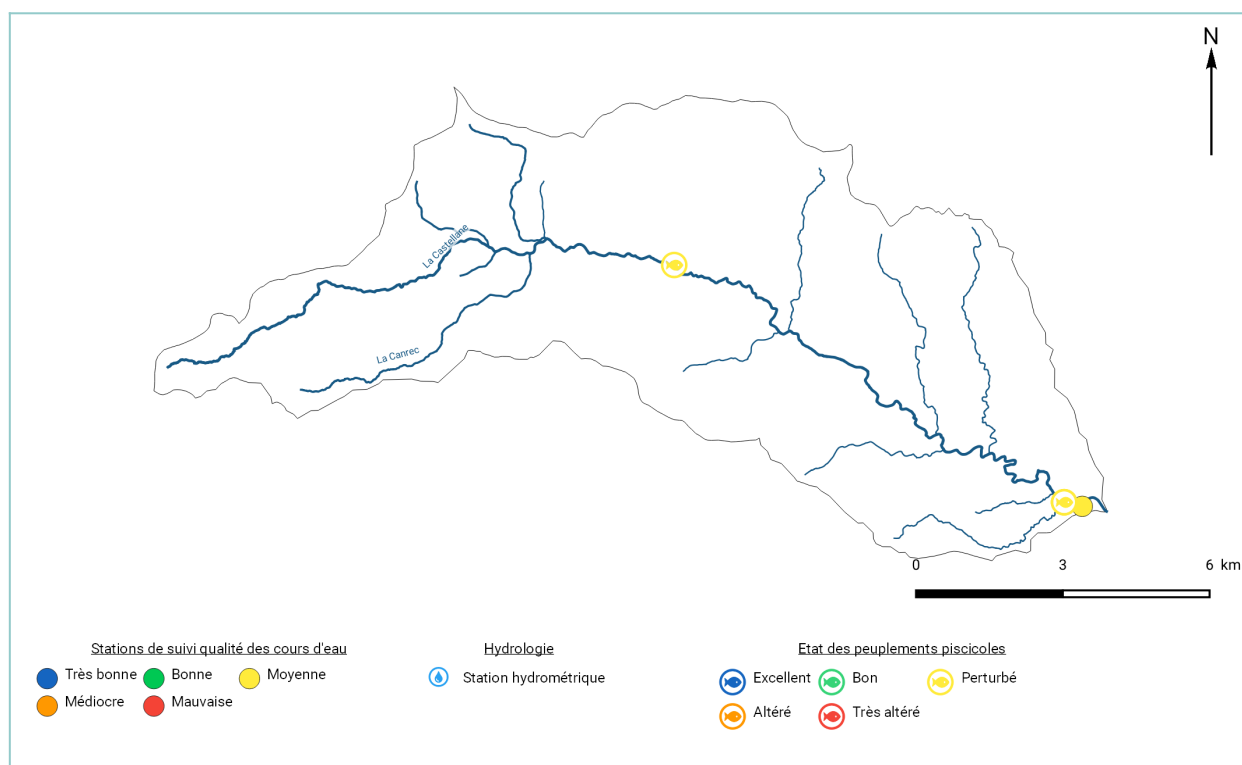 N
La Castellane
La Canrec
0 3 6 km
Stations de suivi qualité des cours d'eau
Très bonne Bonne Moyenne
Médiocre Mauvaise
Hydrologie
Station hydrométrique
Etat des peuplements piscicoles
Excellent Bon Perturbé
Altéré Très altéré